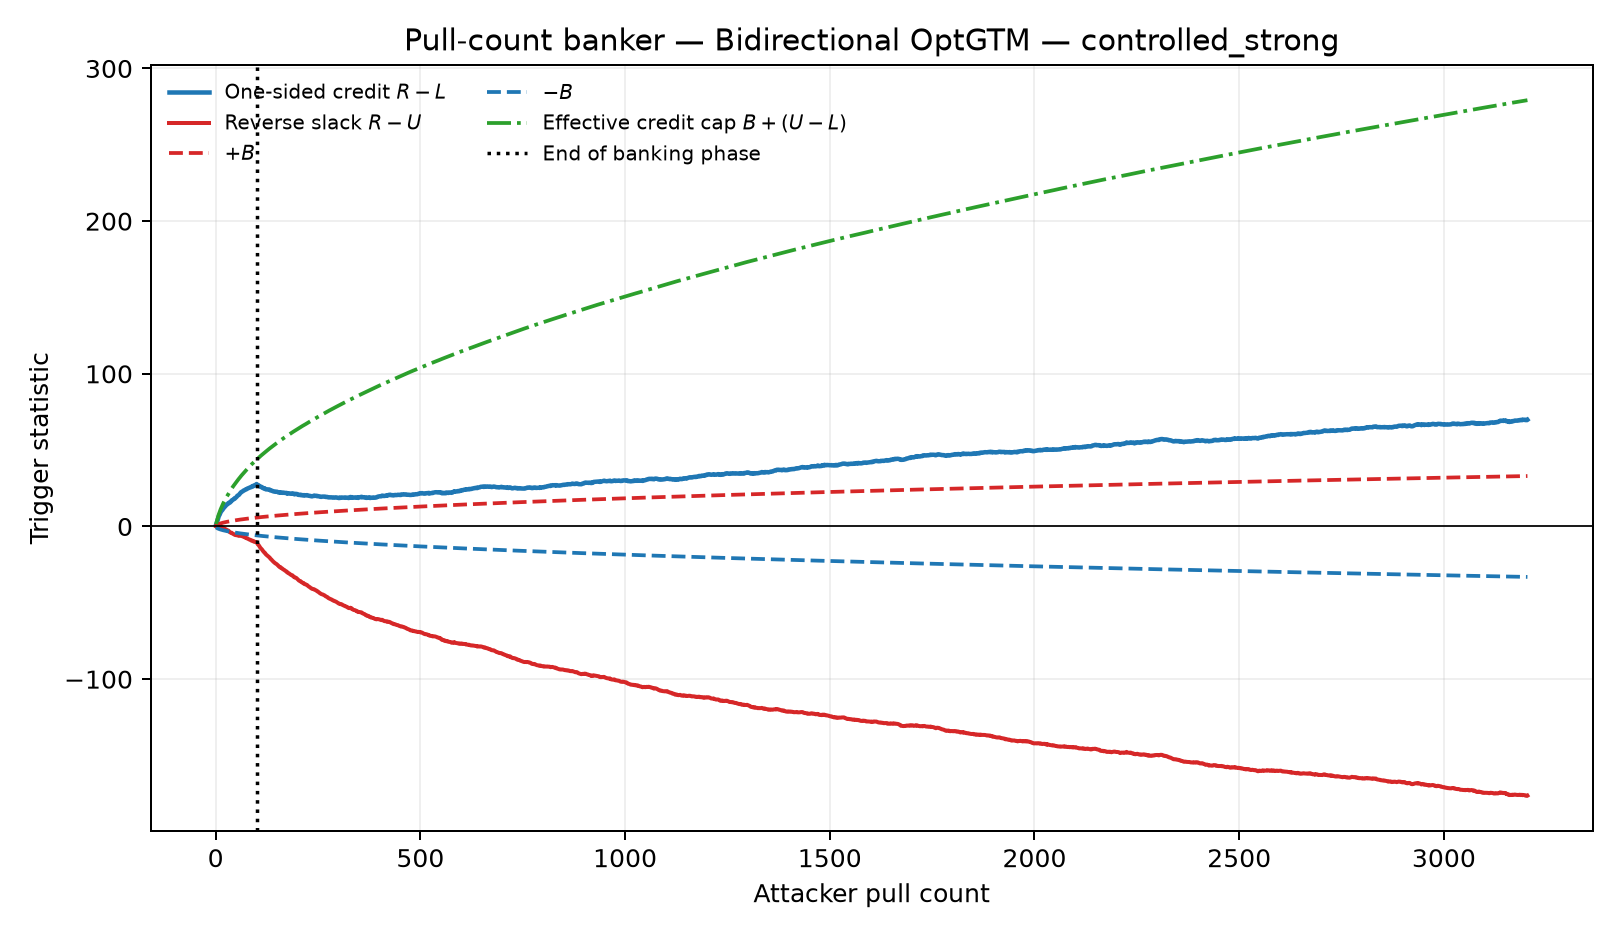 Pull-count banker — Bidirectional OptGTM — controlled_strong
One-sided credit R − L
Reverse slack R − U
+B
−B
Effective credit cap B + (U − L)
End of banking phase
Trigger statistic
300
200
100
0
−100
0 500 1000 1500 2000 2500 3000
Attacker pull count